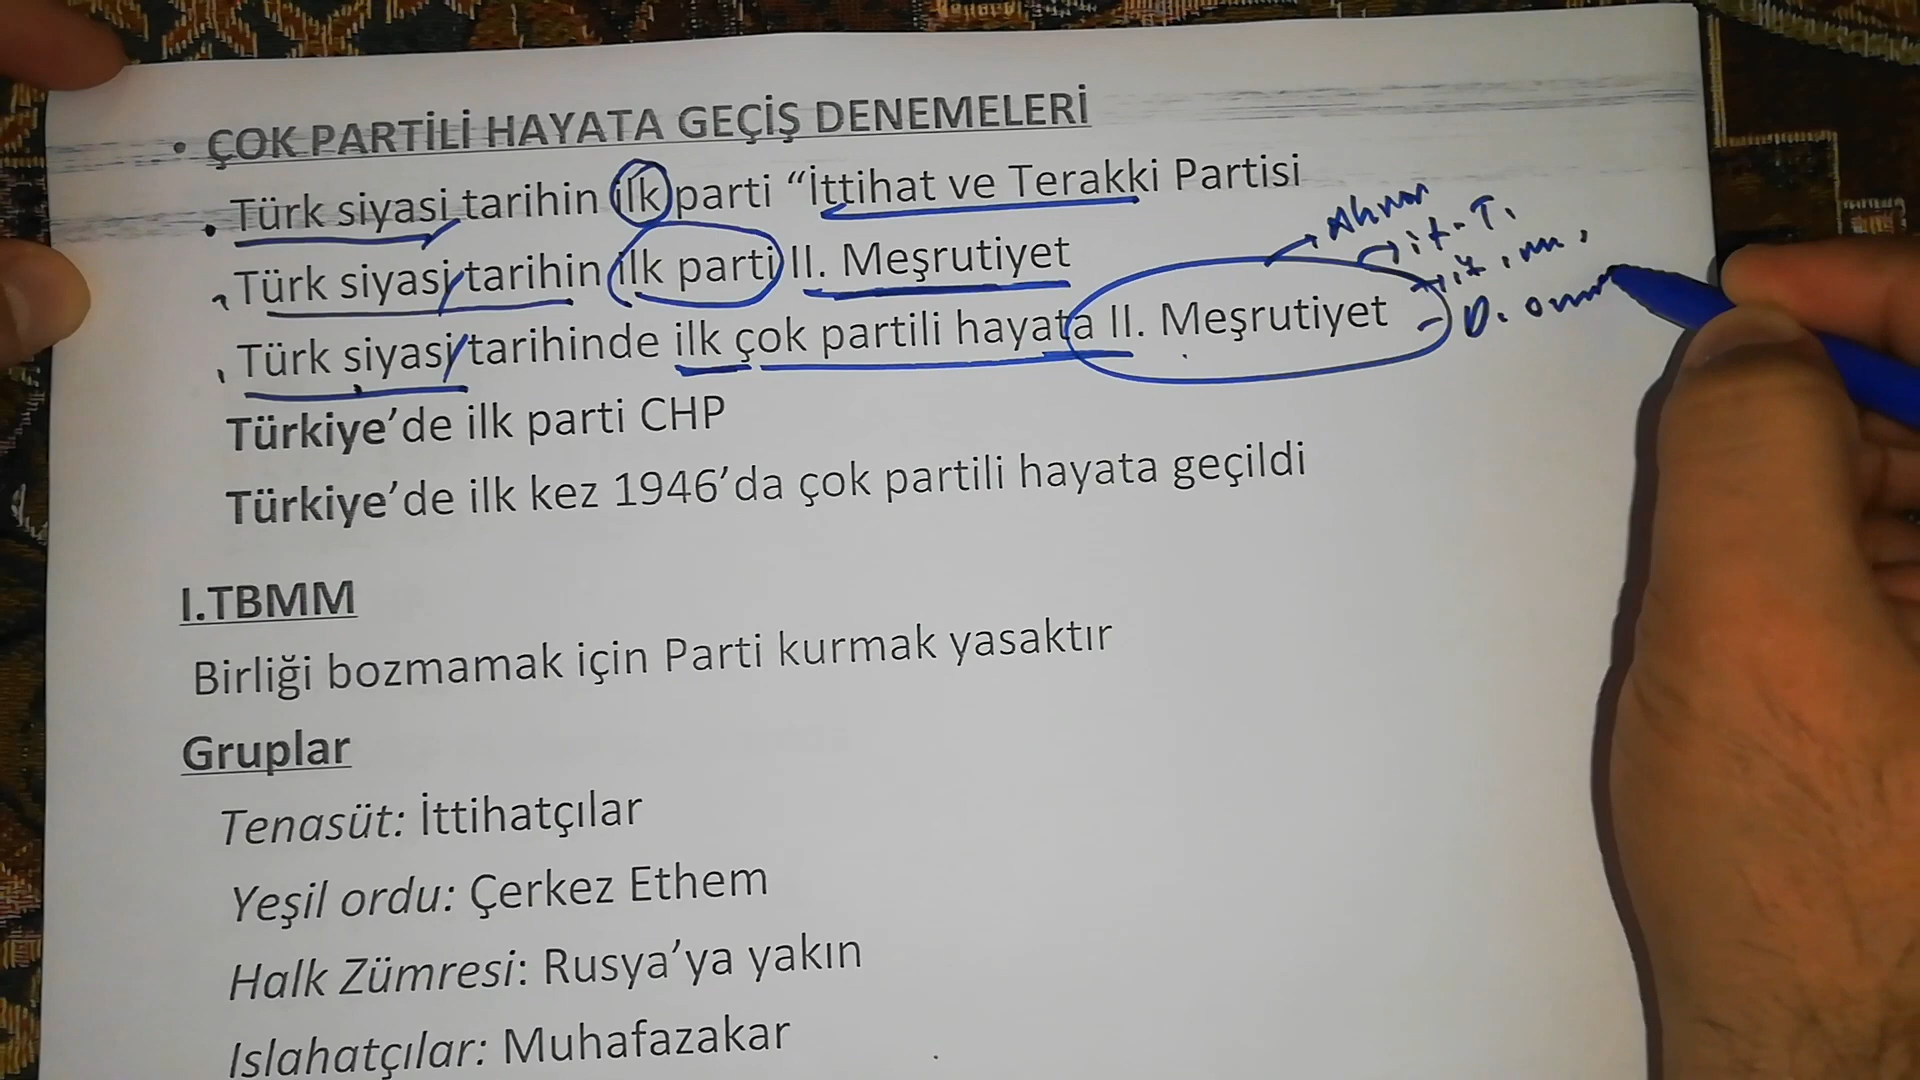 • ÇOK PARTİLİ HAYATA GEÇİŞ DENEMELERİ
Türk siyasi tarihin ilk parti “İttihat ve Terakki Partisi
Türk siyasi tarihin ilk parti II. Meşrutiyet
Türk siyasi tarihinde ilk çok partili hayata II. Meşrutiyet
Ahrar
it. T.
it. m.
D.
Türkiye’de ilk parti CHP
Türkiye’de ilk kez 1946’da çok partili hayata geçildi
I.TBMM
Birliği bozmamak için Parti kurmak yasaktır
Gruplar
Tenasüt: İttihatçılar
Yeşil ordu: Çerkez Ethem
Halk Zümresi: Rusya’ya yakın
Islahatçılar: Muhafazakar